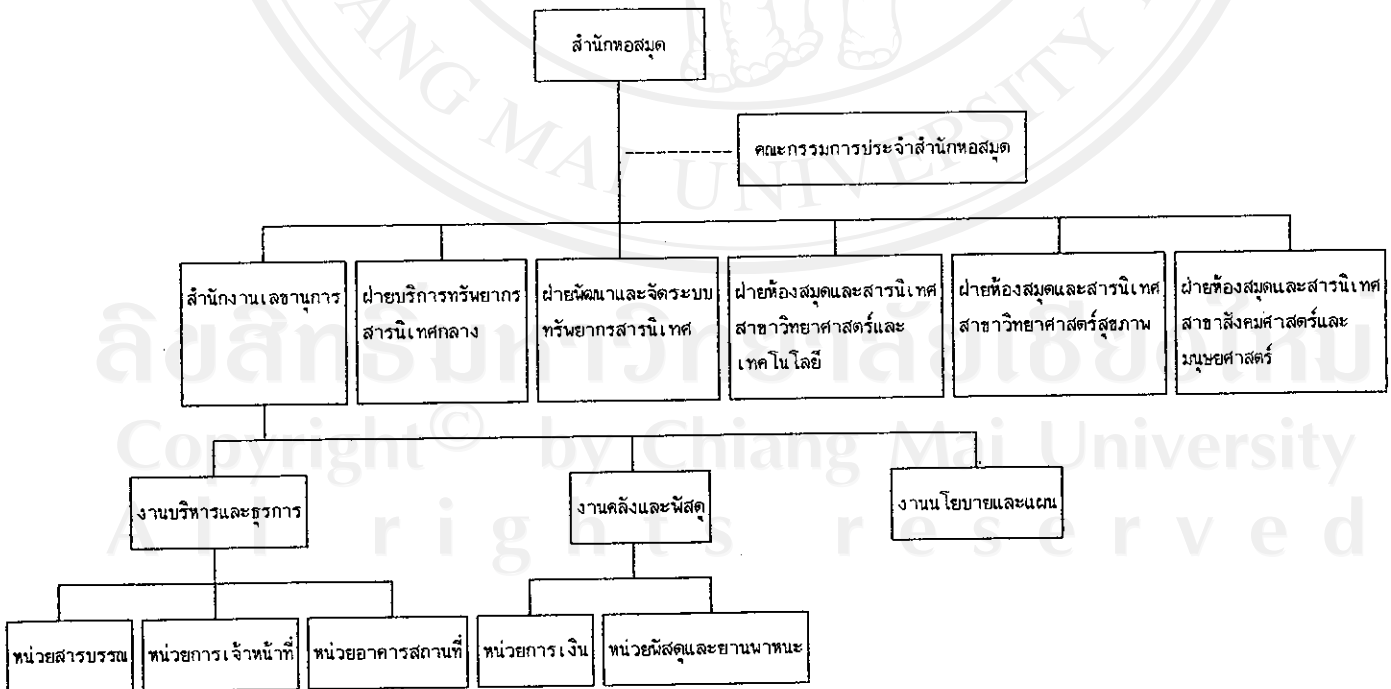 สำนักหอสมุด
คณะกรรมการประจำสำนักหอสมุด
สำนักงานเลขานุการ
ฝ่ายบริการทรัพยากร
สารนิเทศกลาง
ฝ่ายพัฒนาและจัดระบบ
ทรัพยากรสารนิเทศ
ฝ่ายห้องสมุดและสารนิเทศ
สาขาวิทยาศาสตร์และ
เทคโนโลยี
ฝ่ายห้องสมุดและสารนิเทศ
สาขาวิทยาศาสตร์สุขภาพ
ฝ่ายห้องสมุดและสารนิเทศ
สาขาสังคมศาสตร์และ
มนุษยศาสตร์
งานบริหารและธุรการ
งานคลังและพัสดุ
งานนโยบายและแผน
หน่วยสารบรรณ
หน่วยการเจ้าหน้าที่
หน่วยอาคารสถานที่
หน่วยการเงิน
หน่วยพัสดุและยานพาหนะ
ANG MAI UNIVERSITY
ลิขสิทธิ์มหาวิทยาลัยเชียงใหม่
Copyright© by Chiang Mai University
All rights reserved